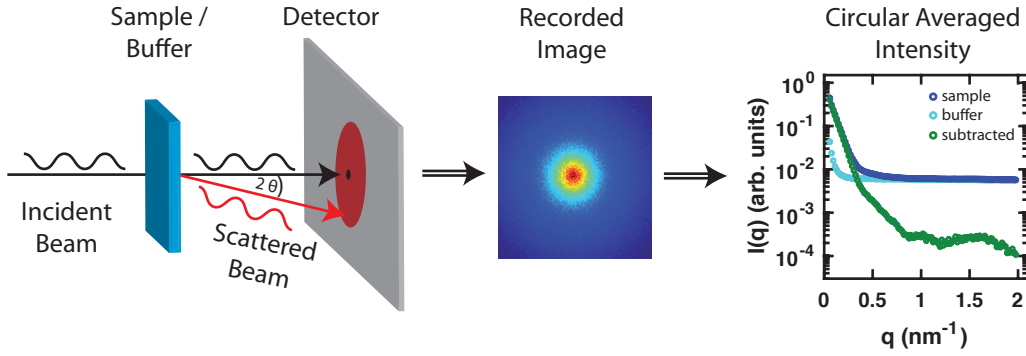 Sample /
Buffer
Detector
Recorded
Image
Circular Averaged
Intensity
2θ
Incident
Beam
Scattered
Beam
I(q) (arb. units)
10⁰
10⁻¹
10⁻²
10⁻³
10⁻⁴
sample
buffer
subtracted
0 0.5 1 1.5 2
q (nm⁻¹)